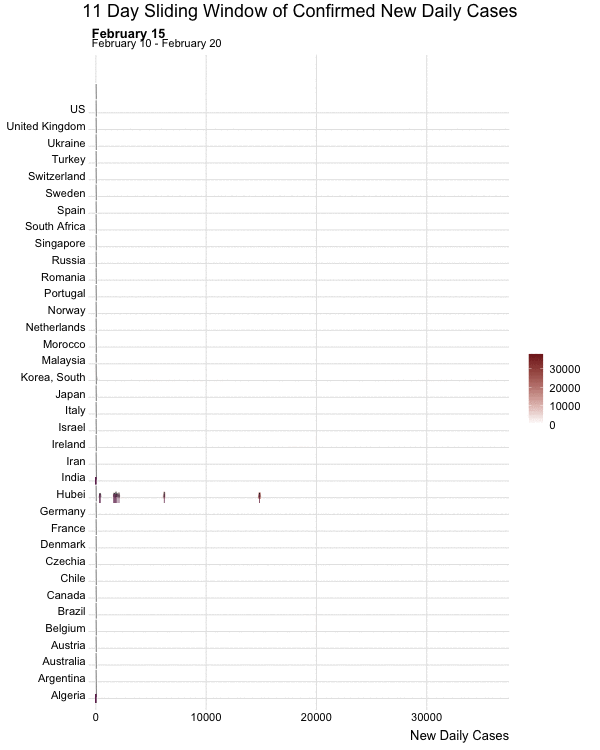 11 Day Sliding Window of Confirmed New Daily Cases
February 15
February 10 - February 20
US
United Kingdom
Ukraine
Turkey
Switzerland
Sweden
Spain
South Africa
Singapore
Russia
Romania
Portugal
Norway
Netherlands
Morocco
Malaysia
Korea, South
Japan
Italy
Israel
Ireland
Iran
India
Hubei
Germany
France
Denmark
Czechia
Chile
Canada
Brazil
Belgium
Austria
Australia
Argentina
Algeria
0 10000 20000 30000
New Daily Cases
30000
20000
10000
0